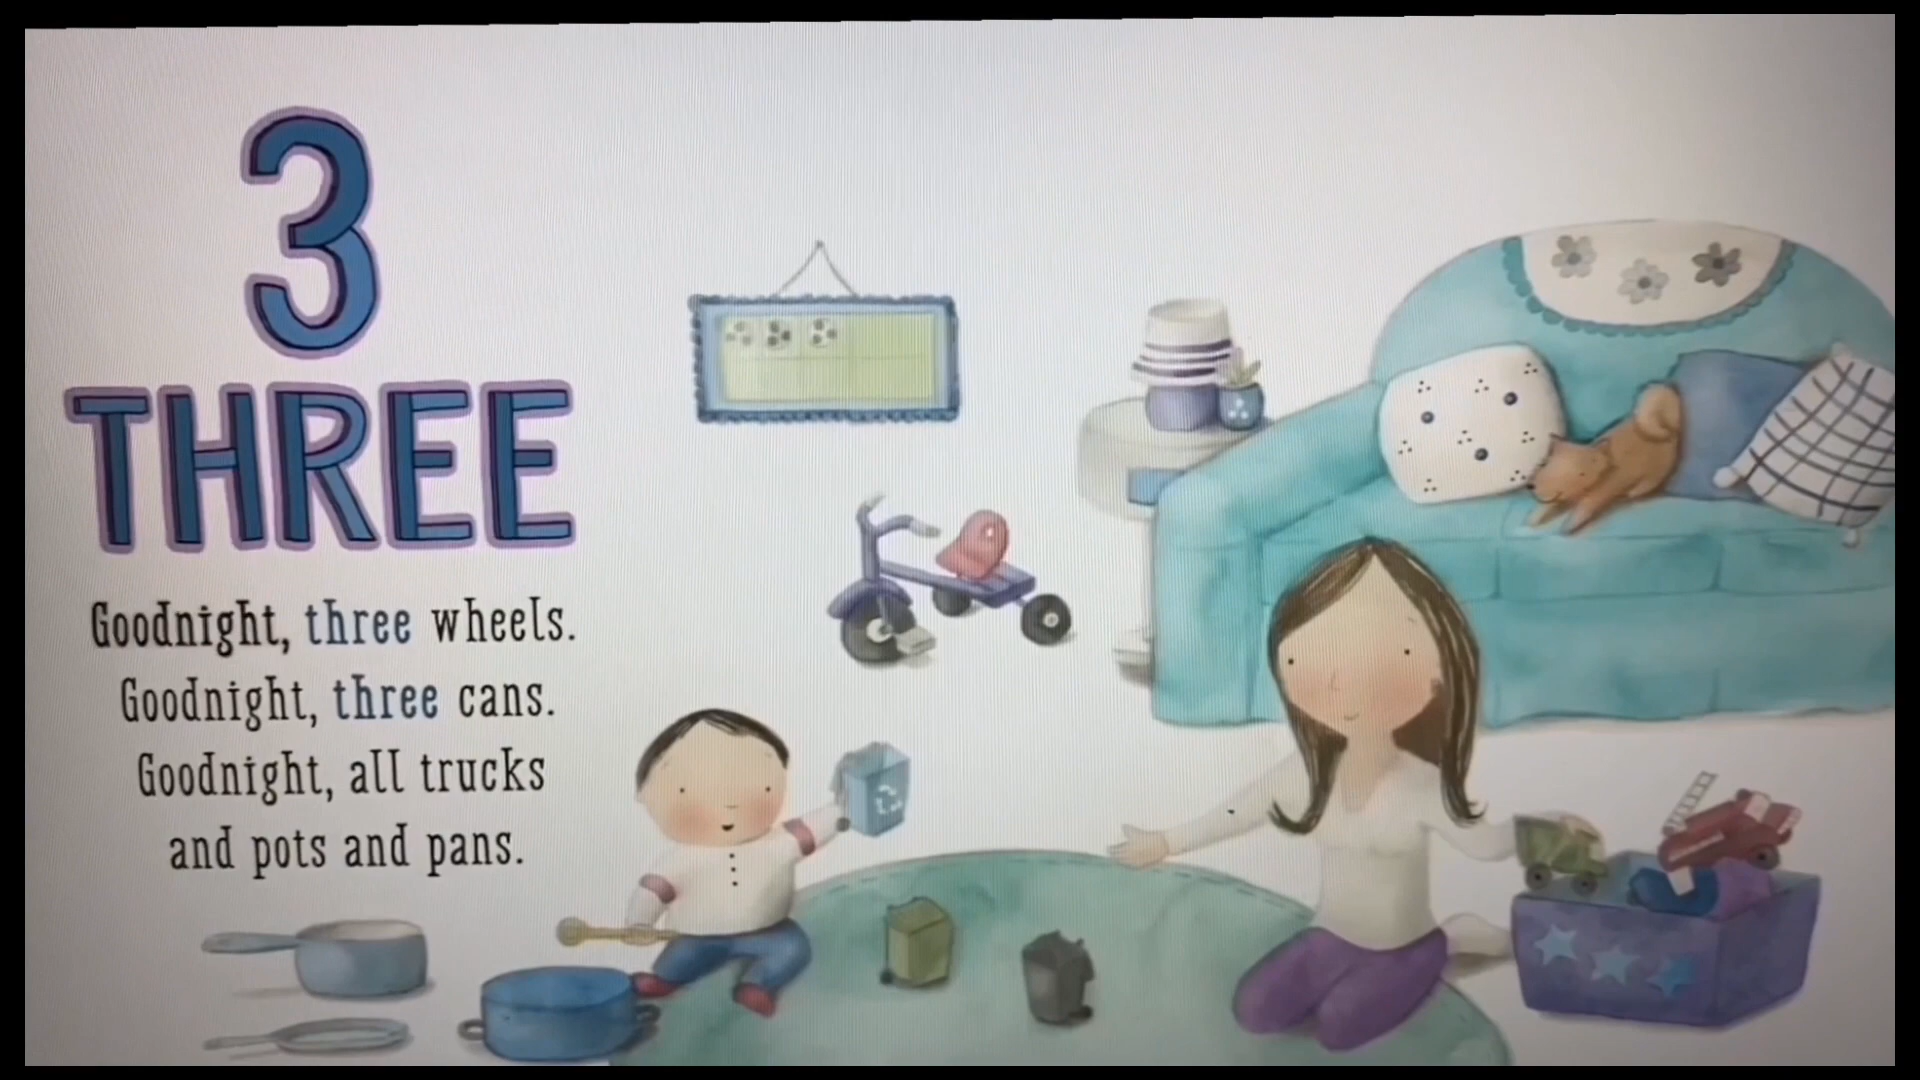 3
THREE
Goodnight, three wheels.
Goodnight, three cans.
Goodnight, all trucks
and pots and pans.